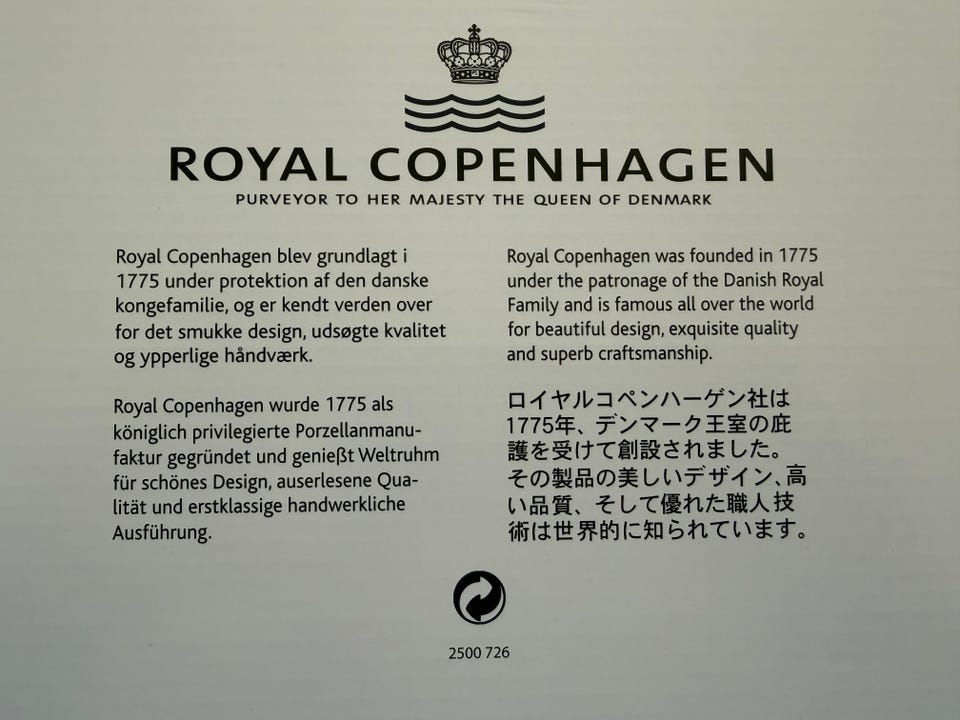 ROYAL COPENHAGEN
PURVEYOR TO HER MAJESTY THE QUEEN OF DENMARK
Royal Copenhagen blev grundlagt i
1775 under protektion af den danske
kongefamilie, og er kendt verden over
for det smukke design, udsøgte kvalitet
og ypperlige håndværk.
Royal Copenhagen was founded in 1775
under the patronage of the Danish Royal
Family and is famous all over the world
for beautiful design, exquisite quality
and superb craftsmanship.
Royal Copenhagen wurde 1775 als
königlich privilegierte Porzellanmanu-
faktur gegründet und genießt Weltruhm
für schönes Design, auserlesene Qua-
lität und erstklassige handwerkliche
Ausführung.
ロイヤルコペンハーゲン社は
1775年、デンマーク王室の庇
護を受けて創設されました。
その製品の美しいデザイン、高
い品質、そして優れた職人技
術は世界的に知られています。
2500 726